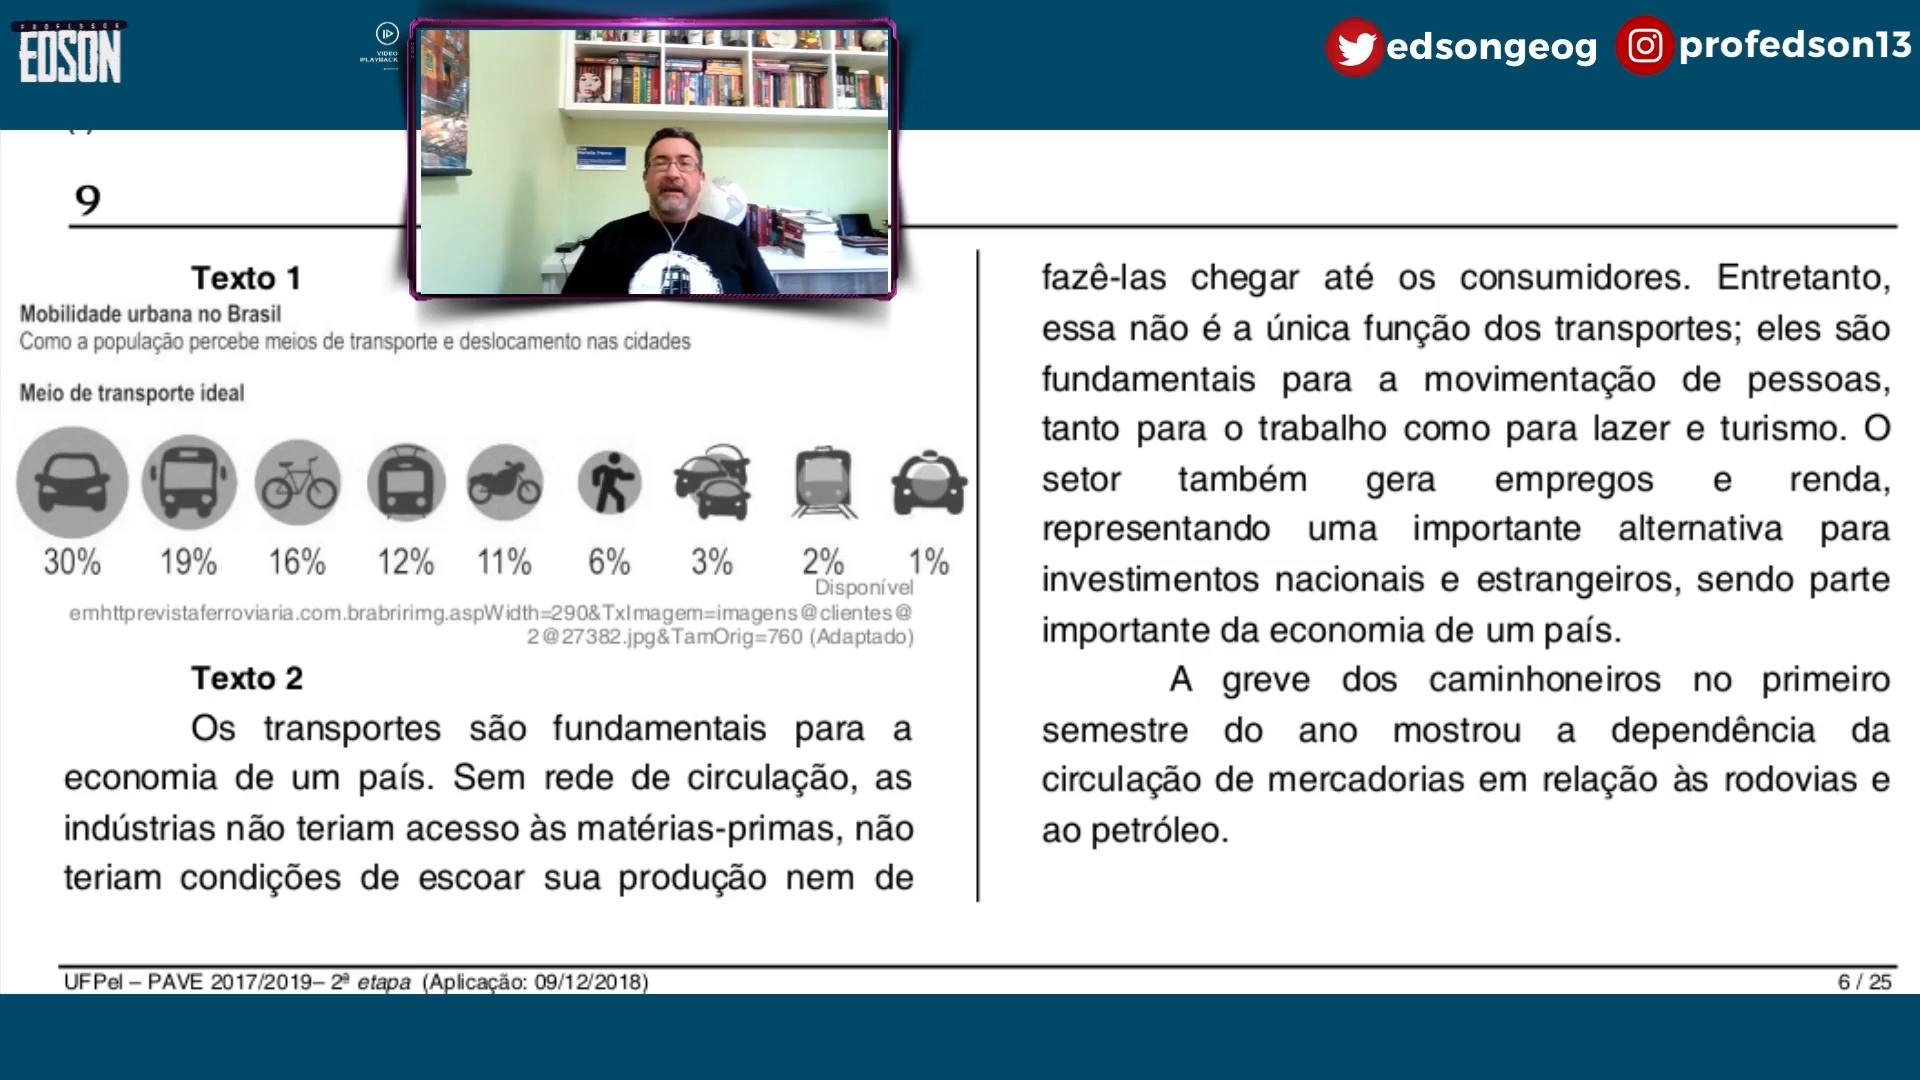 PROFESSOR
EDSON
VIDEO
PLAYBACK
edsongeog
profedson13
9
Texto 1
Mobilidade urbana no Brasil
Como a população percebe meios de transporte e deslocamento nas cidades
Meio de transporte ideal
30% 19% 16% 12% 11% 6% 3% 2% 1%
Disponível
emhttprevistaferroviaria.com.brabririmg.aspWidth=290&TxImagem=imagens@clientes@
2@27382.jpg&TamOrig=760 (Adaptado)
Texto 2
Os transportes são fundamentais para a
economia de um país. Sem rede de circulação, as
indústrias não teriam acesso às matérias-primas, não
teriam condições de escoar sua produção nem de
fazê-las chegar até os consumidores. Entretanto,
essa não é a única função dos transportes; eles são
fundamentais para a movimentação de pessoas,
tanto para o trabalho como para lazer e turismo. O
setor também gera empregos e renda,
representando uma importante alternativa para
investimentos nacionais e estrangeiros, sendo parte
importante da economia de um país.
A greve dos caminhoneiros no primeiro
semestre do ano mostrou a dependência da
circulação de mercadorias em relação às rodovias e
ao petróleo.
UFPel – PAVE 2017/2019– 2ª etapa (Aplicação: 09/12/2018)
6 / 25